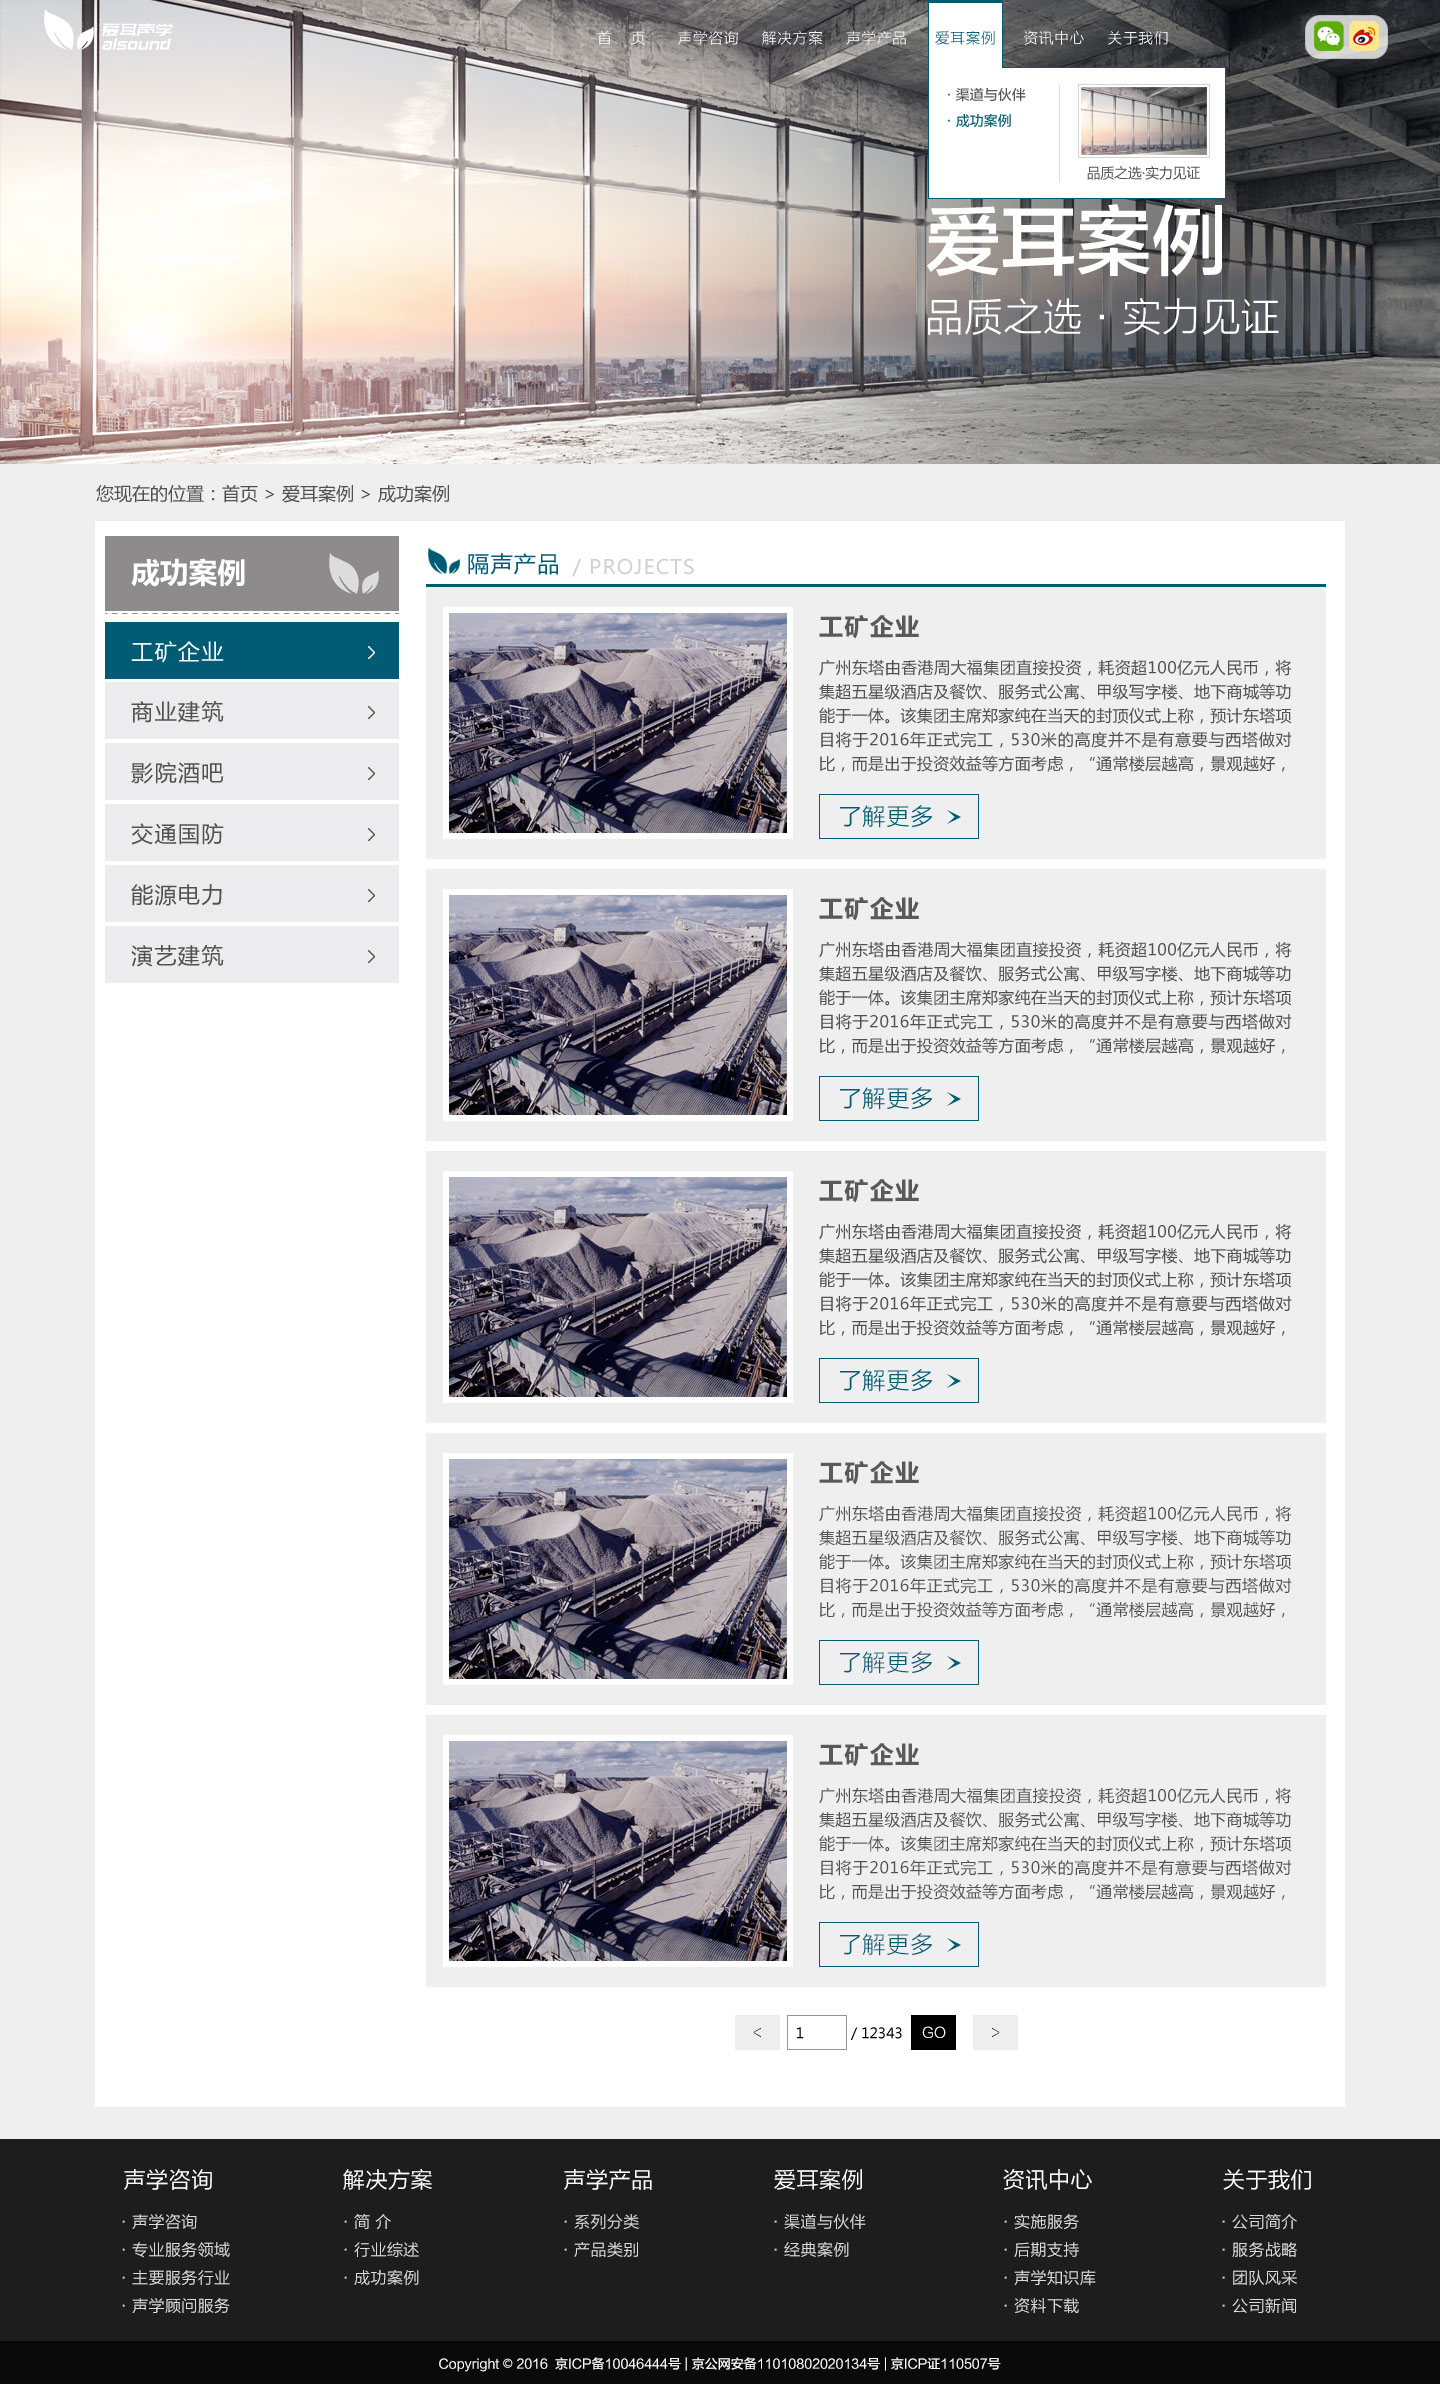 爱耳声学
alsound
首 页 声学咨询 解决方案 声学产品 爱耳案例 资讯中心 关于我们
· 渠道与伙伴
· 成功案例
品质之选·实力见证
爱耳案例
品质之选 · 实力见证
您现在的位置：首页 > 爱耳案例 > 成功案例
成功案例
工矿企业 >
商业建筑 >
影院酒吧 >
交通国防 >
能源电力 >
演艺建筑 >
隔声产品 / PROJECTS
工矿企业
广州东塔由香港周大福集团直接投资，耗资超100亿元人民币，将
集超五星级酒店及餐饮、服务式公寓、甲级写字楼、地下商城等功
能于一体。该集团主席郑家纯在当天的封顶仪式上称，预计东塔项
目将于2016年正式完工，530米的高度并不是有意要与西塔做对
比，而是出于投资效益等方面考虑，“通常楼层越高，景观越好，
了解更多 >
工矿企业
广州东塔由香港周大福集团直接投资，耗资超100亿元人民币，将
集超五星级酒店及餐饮、服务式公寓、甲级写字楼、地下商城等功
能于一体。该集团主席郑家纯在当天的封顶仪式上称，预计东塔项
目将于2016年正式完工，530米的高度并不是有意要与西塔做对
比，而是出于投资效益等方面考虑，“通常楼层越高，景观越好，
了解更多 >
工矿企业
广州东塔由香港周大福集团直接投资，耗资超100亿元人民币，将
集超五星级酒店及餐饮、服务式公寓、甲级写字楼、地下商城等功
能于一体。该集团主席郑家纯在当天的封顶仪式上称，预计东塔项
目将于2016年正式完工，530米的高度并不是有意要与西塔做对
比，而是出于投资效益等方面考虑，“通常楼层越高，景观越好，
了解更多 >
工矿企业
广州东塔由香港周大福集团直接投资，耗资超100亿元人民币，将
集超五星级酒店及餐饮、服务式公寓、甲级写字楼、地下商城等功
能于一体。该集团主席郑家纯在当天的封顶仪式上称，预计东塔项
目将于2016年正式完工，530米的高度并不是有意要与西塔做对
比，而是出于投资效益等方面考虑，“通常楼层越高，景观越好，
了解更多 >
工矿企业
广州东塔由香港周大福集团直接投资，耗资超100亿元人民币，将
集超五星级酒店及餐饮、服务式公寓、甲级写字楼、地下商城等功
能于一体。该集团主席郑家纯在当天的封顶仪式上称，预计东塔项
目将于2016年正式完工，530米的高度并不是有意要与西塔做对
比，而是出于投资效益等方面考虑，“通常楼层越高，景观越好，
了解更多 >
< 1 / 12343 GO >
声学咨询
· 声学咨询
· 专业服务领域
· 主要服务行业
· 声学顾问服务
解决方案
· 简 介
· 行业综述
· 成功案例
声学产品
· 系列分类
· 产品类别
爱耳案例
· 渠道与伙伴
· 经典案例
资讯中心
· 实施服务
· 后期支持
· 声学知识库
· 资料下载
关于我们
· 公司简介
· 服务战略
· 团队风采
· 公司新闻
Copyright © 2016 京ICP备10046444号 | 京公网安备11010802020134号 | 京ICP证110507号